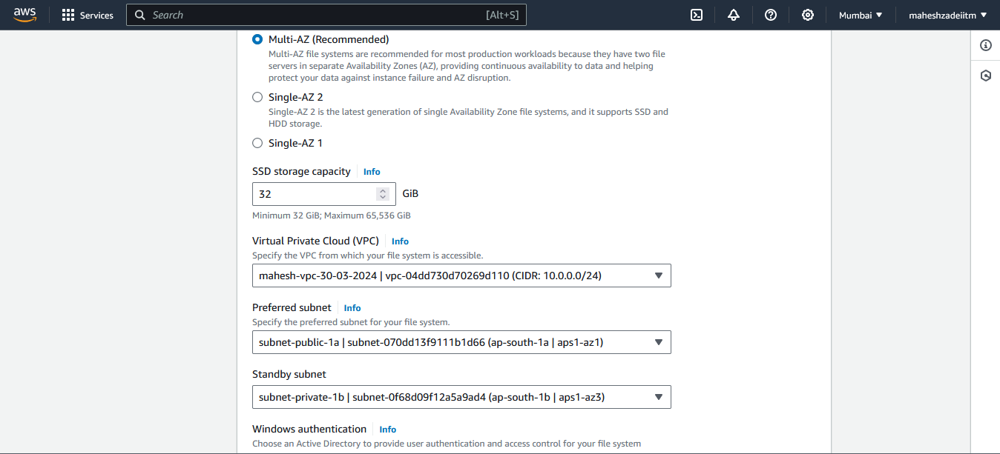 aws
Services
Search [Alt+S]
Mumbai ▼
maheshzadeiitm ▼
Multi-AZ (Recommended)
Multi-AZ file systems are recommended for most production workloads because they have two file
servers in separate Availability Zones (AZ), providing continuous availability to data and helping
protect your data against instance failure and AZ disruption.
Single-AZ 2
Single-AZ 2 is the latest generation of single Availability Zone file systems, and it supports SSD and
HDD storage.
Single-AZ 1
SSD storage capacity Info
32 GiB
Minimum 32 GiB; Maximum 65,536 GiB
Virtual Private Cloud (VPC) Info
Specify the VPC from which your file system is accessible.
mahesh-vpc-30-03-2024 | vpc-04dd730d70269d110 (CIDR: 10.0.0.0/24)
Preferred subnet Info
Specify the preferred subnet for your file system.
subnet-public-1a | subnet-070dd13f9111b1d66 (ap-south-1a | aps1-az1)
Standby subnet
subnet-private-1b | subnet-0f68d09f12a5a9ad4 (ap-south-1b | aps1-az3)
Windows authentication Info
Choose an Active Directory to provide user authentication and access control for your file system